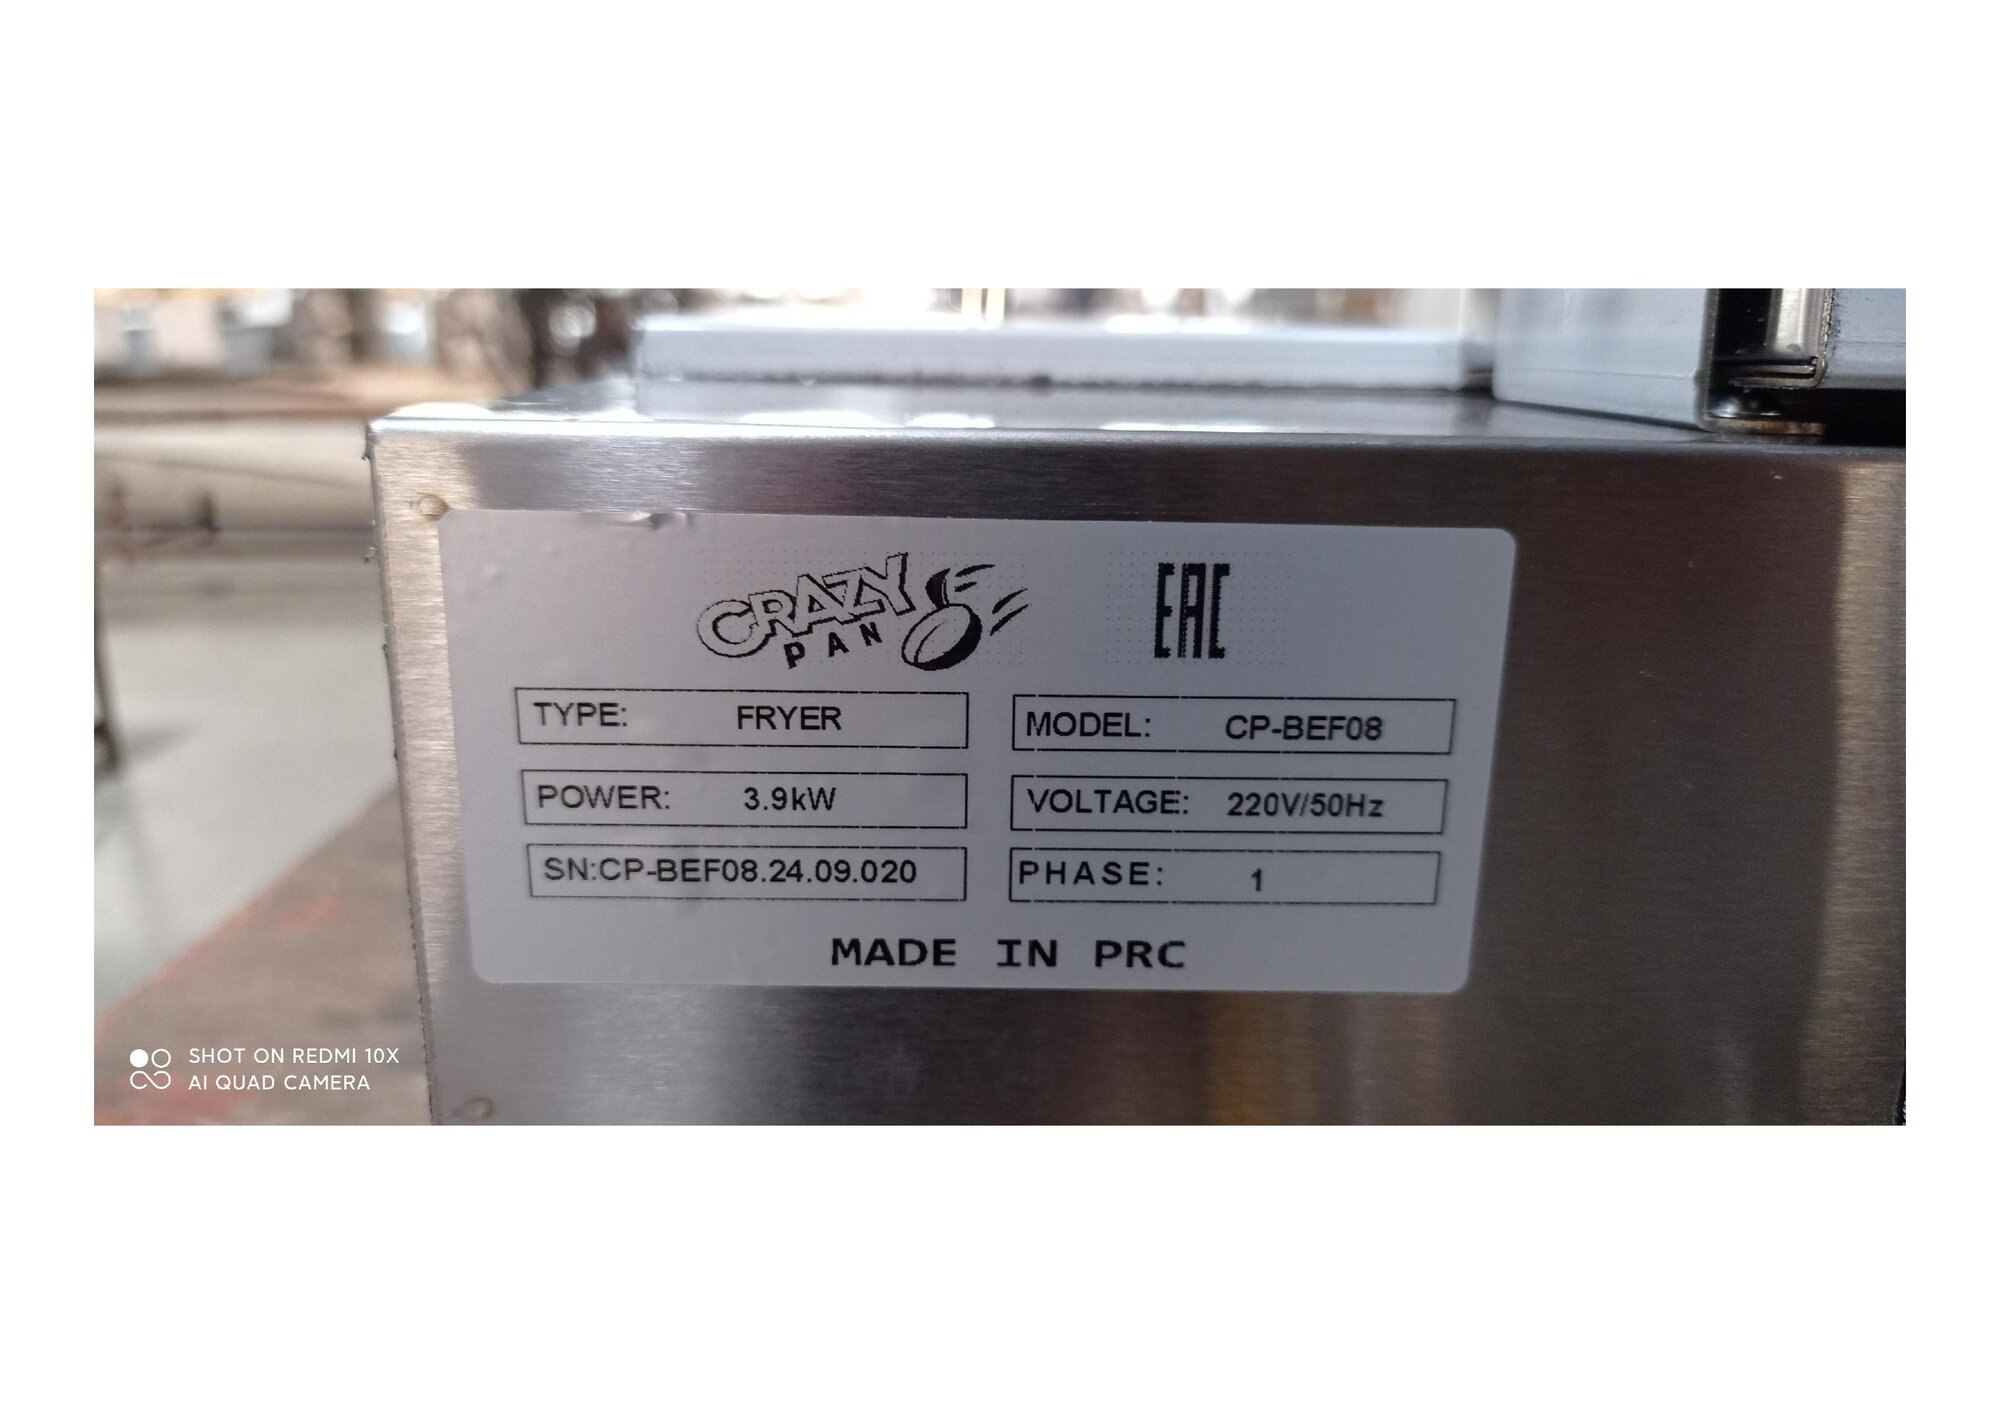 CRAZY
PAN
EAC
TYPE: FRYER
MODEL: CP-BEF08
POWER: 3.9kW
VOLTAGE: 220V/50Hz
SN:CP-BEF08.24.09.020
PHASE: 1
MADE IN PRC
SHOT ON REDMI 10X
AI QUAD CAMERA